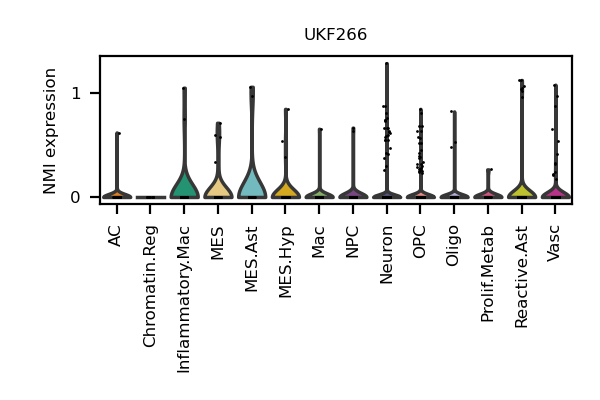 UKF266
NMI expression
1
0
AC
Chromatin.Reg
Inflammatory.Mac
MES
MES.Ast
MES.Hyp
Mac
NPC
Neuron
OPC
Oligo
Prolif.Metab
Reactive.Ast
Vasc